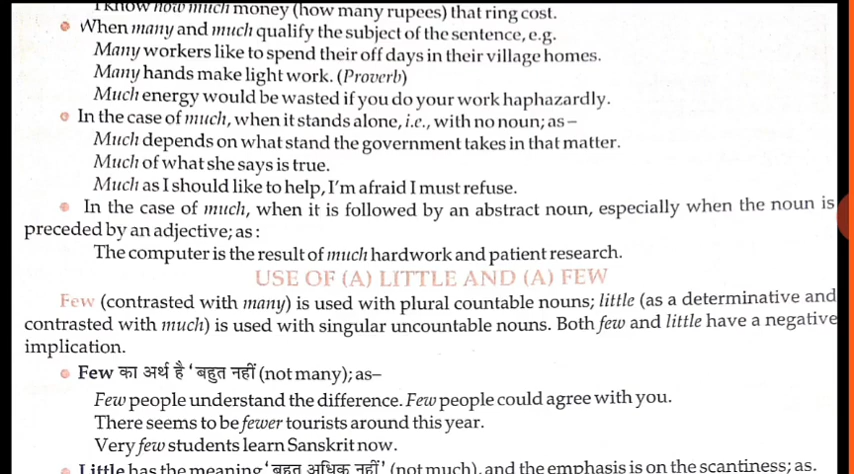 I know how much money (how many rupees) that ring cost.
When many and much qualify the subject of the sentence, e.g.
Many workers like to spend their off days in their village homes.
Many hands make light work. (Proverb)
Much energy would be wasted if you do your work haphazardly.
In the case of much, when it stands alone, i.e., with no noun; as –
Much depends on what stand the government takes in that matter.
Much of what she says is true.
Much as I should like to help, I'm afraid I must refuse.
In the case of much, when it is followed by an abstract noun, especially when the noun is
preceded by an adjective; as :
The computer is the result of much hardwork and patient research.
USE OF (A) LITTLE AND (A) FEW
Few (contrasted with many) is used with plural countable nouns; little (as a determinative and
contrasted with much) is used with singular uncountable nouns. Both few and little have a negative
implication.
Few का अर्थ है 'बहुत नहीं (not many); as–
Few people understand the difference. Few people could agree with you.
There seems to be fewer tourists around this year.
Very few students learn Sanskrit now.
Little has the meaning 'बहुत अधिक नहीं' (not much), and the emphasis is on the scantiness; as.